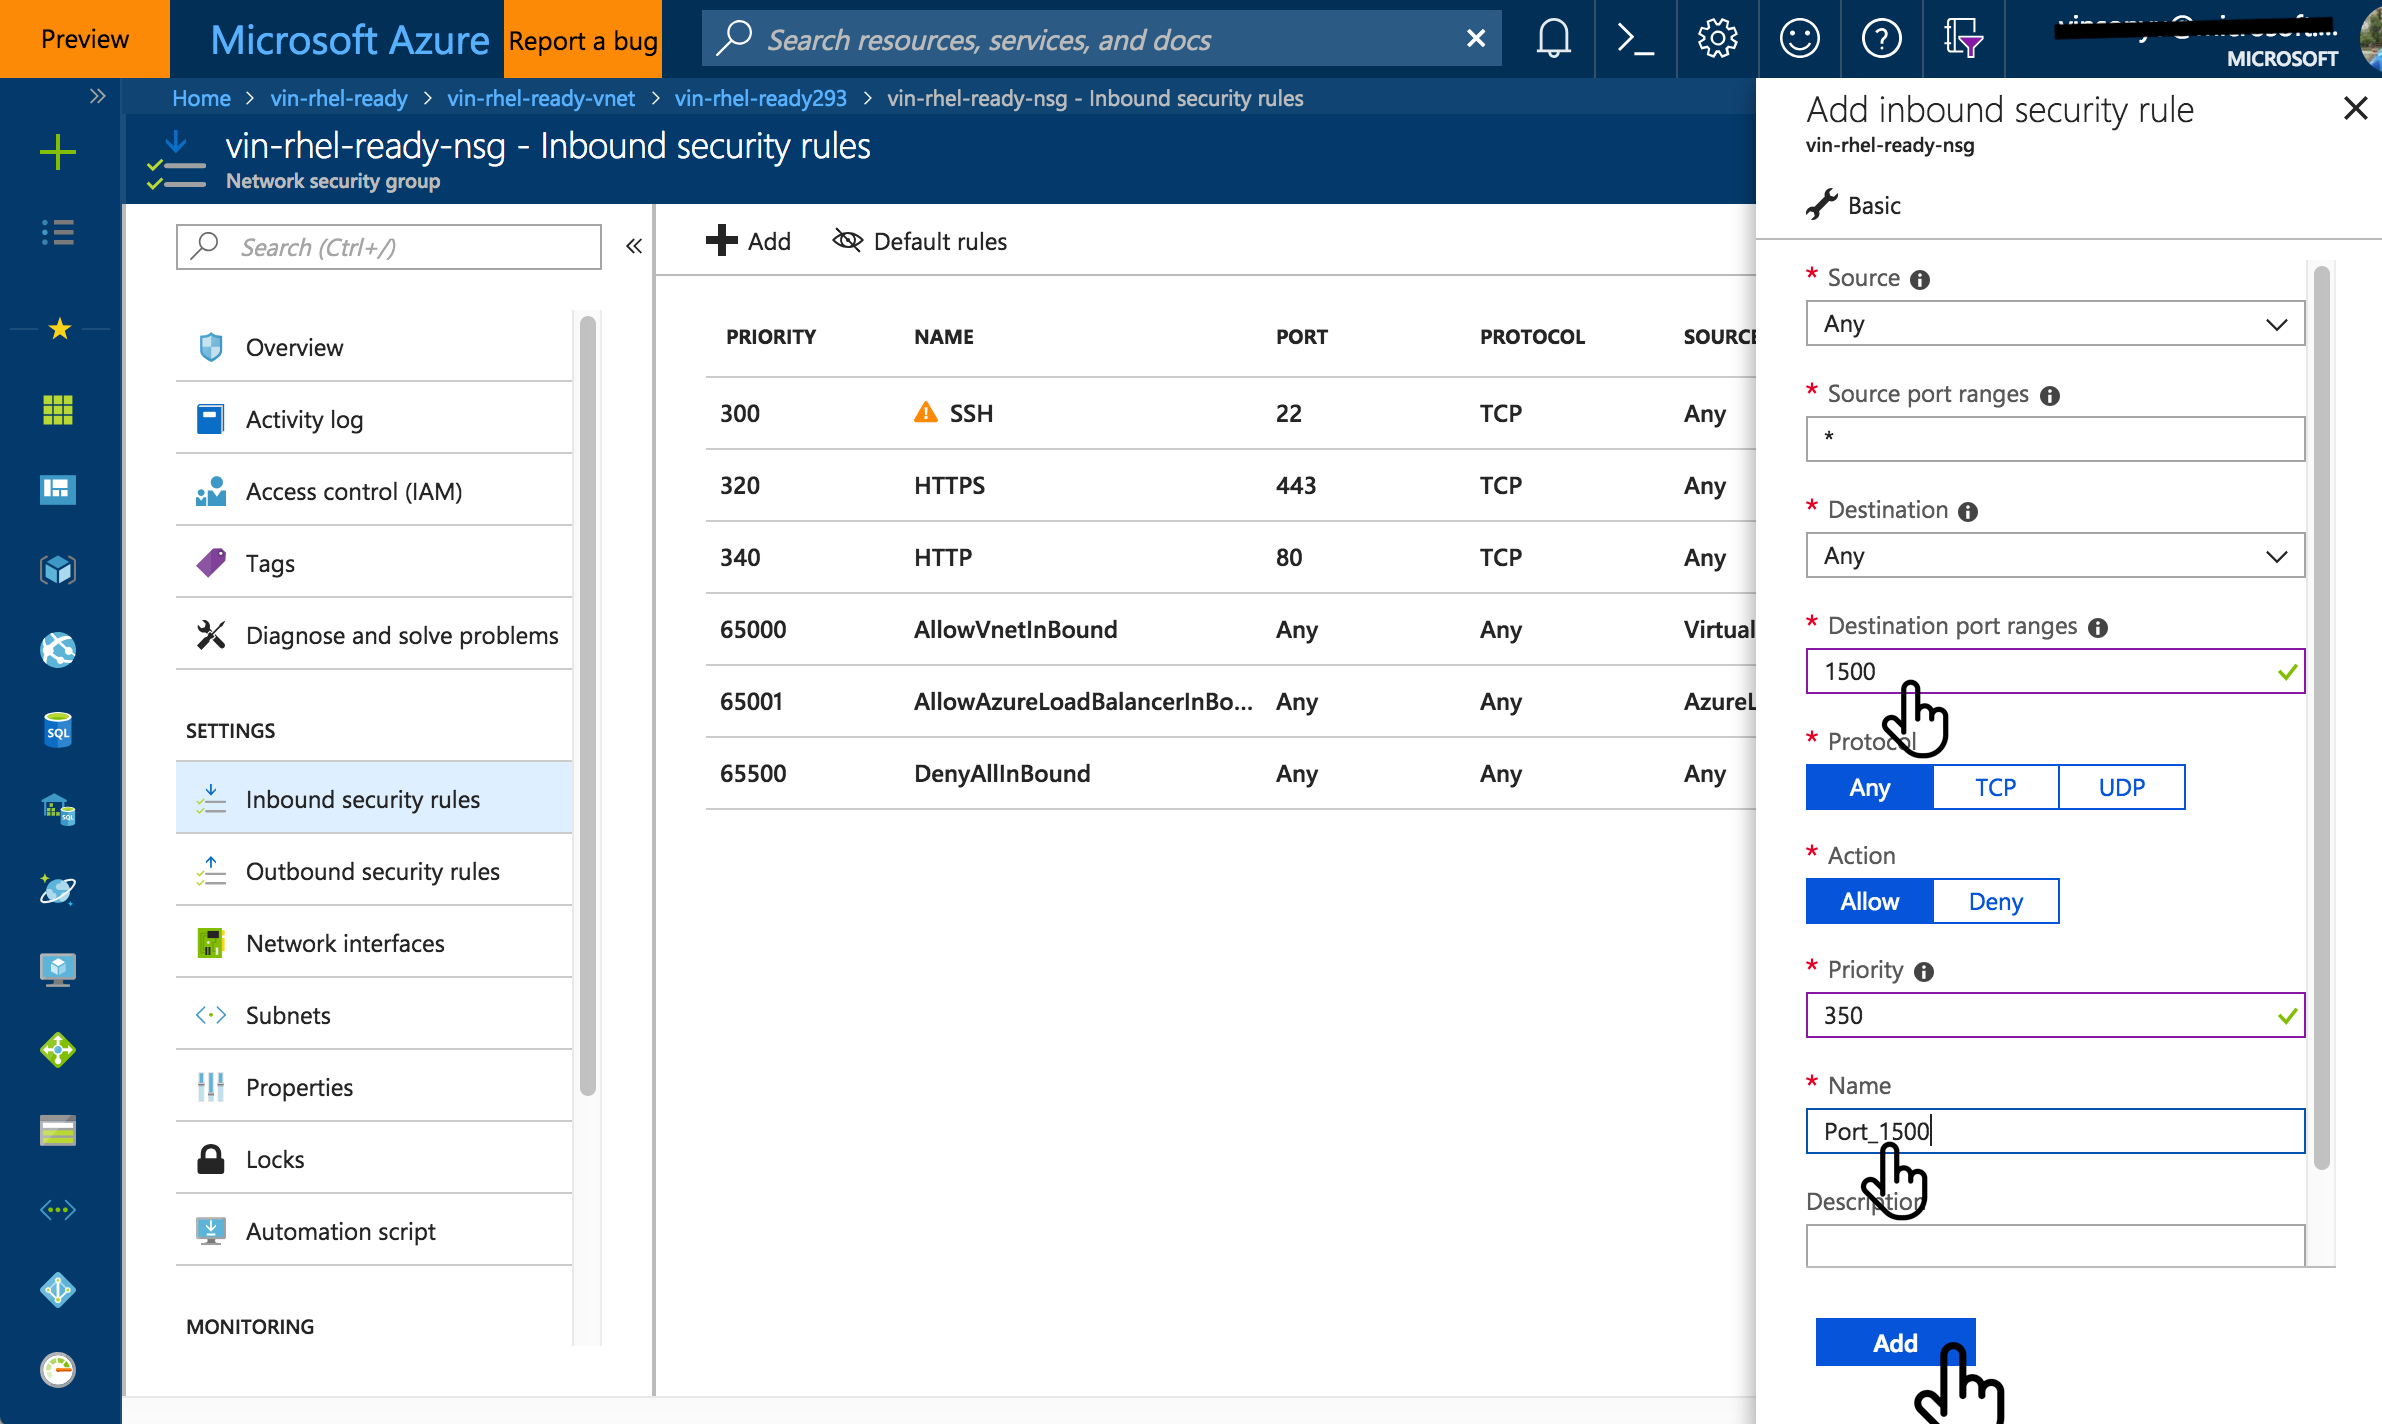 Preview
Microsoft Azure
Report a bug
Search resources, services, and docs
MICROSOFT
Home > vin-rhel-ready > vin-rhel-ready-vnet > vin-rhel-ready293 > vin-rhel-ready-nsg - Inbound security rules
vin-rhel-ready-nsg - Inbound security rules
Network security group
Search (Ctrl+/)
Overview
Activity log
Access control (IAM)
Tags
Diagnose and solve problems
SETTINGS
Inbound security rules
Outbound security rules
Network interfaces
Subnets
Properties
Locks
Automation script
MONITORING
SQL
SQL
Add
Default rules
PRIORITY NAME PORT PROTOCOL SOURCE
300 SSH 22 TCP Any
320 HTTPS 443 TCP Any
340 HTTP 80 TCP Any
65000 AllowVnetInBound Any Any Virtual
65001 AllowAzureLoadBalancerInBo... Any Any AzureL
65500 DenyAllInBound Any Any Any
Add inbound security rule
vin-rhel-ready-nsg
Basic
* Source
Any
* Source port ranges
*
* Destination
Any
* Destination port ranges
1500
* Protocol
Any TCP UDP
* Action
Allow Deny
* Priority
350
* Name
Port_1500
Description
Add